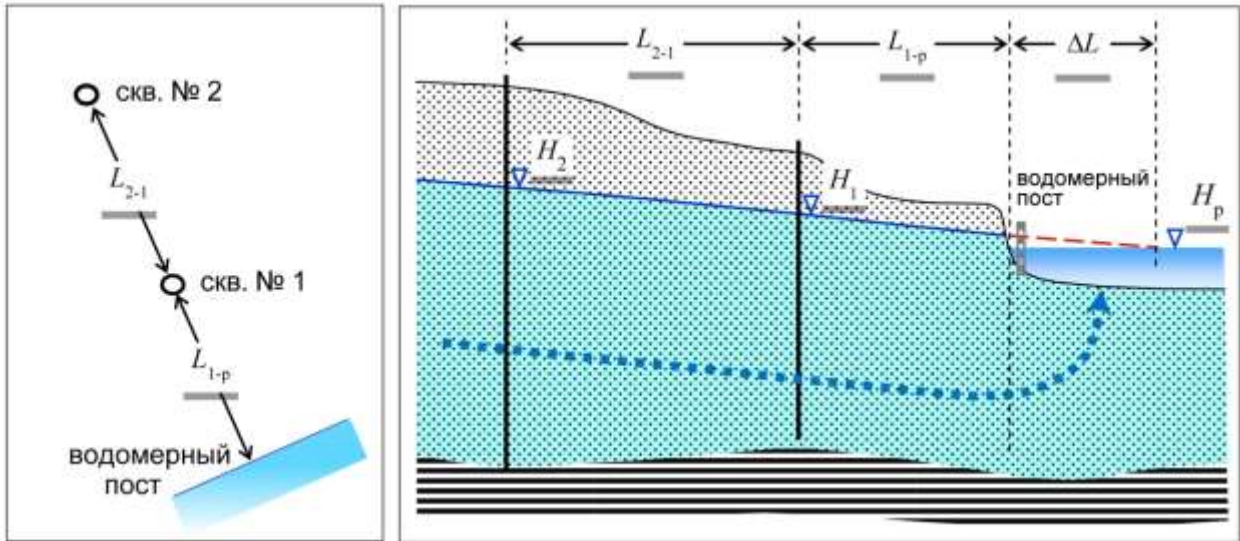 скв. № 2
L2-1
скв. № 1
L1-р
водомерный
пост
L2-1
L1-р
ΔL
H2
H1
водомерный
пост
Hр